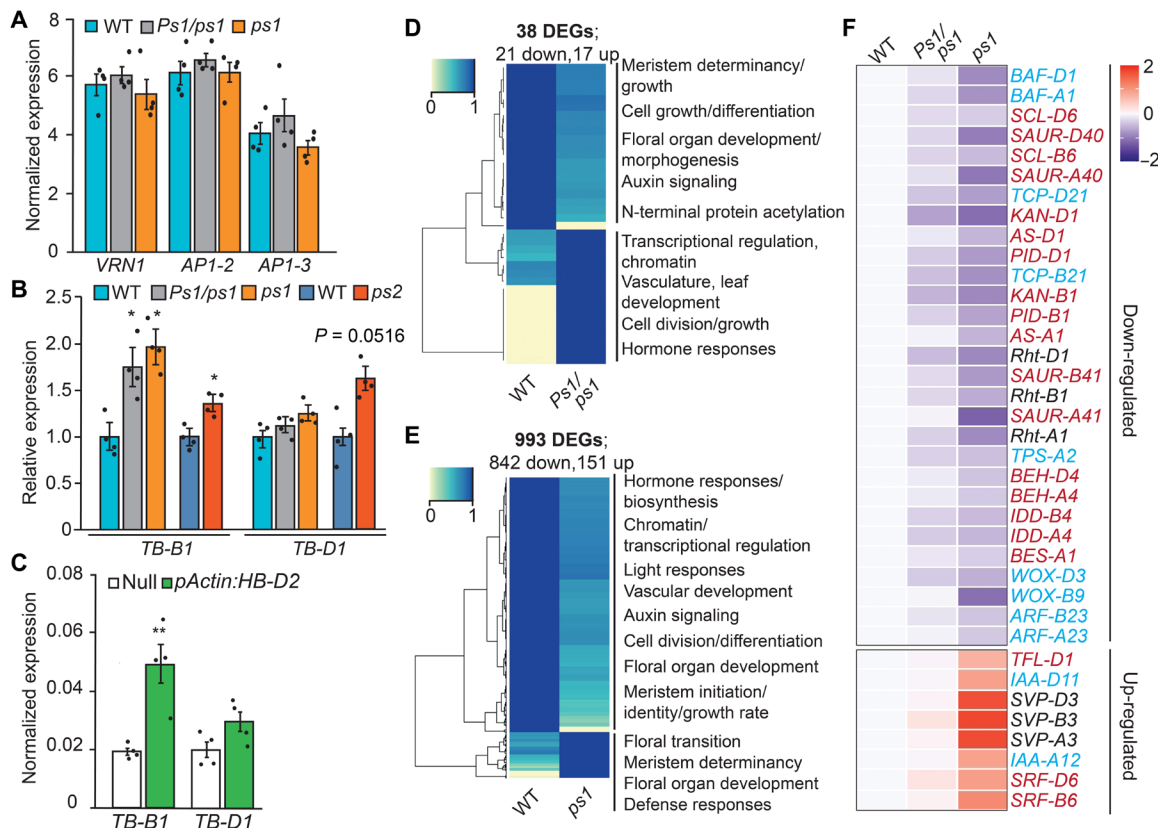 A
WT Ps1/ps1 ps1
Normalized expression
8
6
4
2
0
VRN1 AP1-2 AP1-3
B
WT Ps1/ps1 ps1 WT ps2
Relative expression
2.5
2.0
1.5
1.0
0.5
0
* * *
P = 0.0516
TB-B1 TB-D1
C
Null pActin:HB-D2
Normalized expression
0.08
0.06
0.04
0.02
0
**
TB-B1 TB-D1
D
38 DEGs;
21 down,17 up
0 1
Meristem determinancy/
growth
Cell growth/differentiation
Floral organ development/
morphogenesis
Auxin signaling
N-terminal protein acetylation
Transcriptional regulation,
chromatin
Vasculature, leaf
development
Cell division/growth
Hormone responses
WT Ps1/
ps1
E
993 DEGs;
842 down,151 up
0 1
Hormone responses/
biosynthesis
Chromatin/
transcriptional regulation
Light responses
Vascular development
Auxin signaling
Cell division/differentiation
Floral organ development
Meristem initiation/
identity/growth rate
Floral transition
Meristem determinancy
Floral organ development
Defense responses
WT ps1
F
WT Ps1/
ps1 ps1
2
1
0
-1
-2
BAF-D1
BAF-A1
SCL-D6
SAUR-D40
SCL-B6
SAUR-A40
TCP-D21
KAN-D1
AS-D1
PID-D1
TCP-B21
KAN-B1
PID-B1
AS-A1
Rht-D1
SAUR-B41
Rht-B1
SAUR-A41
Rht-A1
TPS-A2
BEH-D4
BEH-A4
IDD-B4
IDD-A4
BES-A1
WOX-D3
WOX-B9
ARF-B23
ARF-A23
Down-regulated
TFL-D1
IAA-D11
SVP-D3
SVP-B3
SVP-A3
IAA-A12
SRF-D6
SRF-B6
Up-regulated